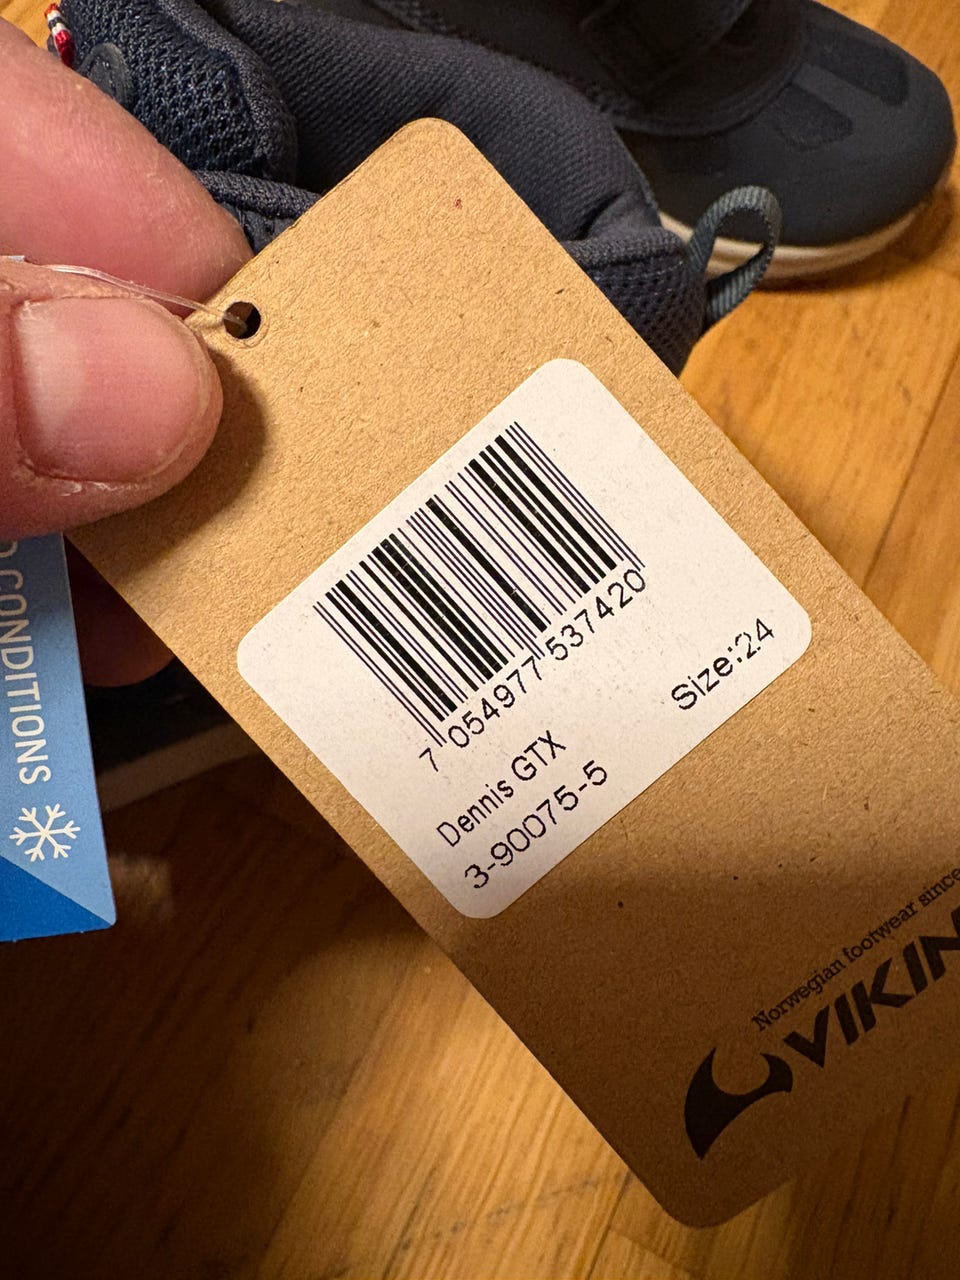 7 054977 537420
Size:24
Dennis GTX
3-90075-5
Norwegian footwear since
VIKIN
CONDITIONS